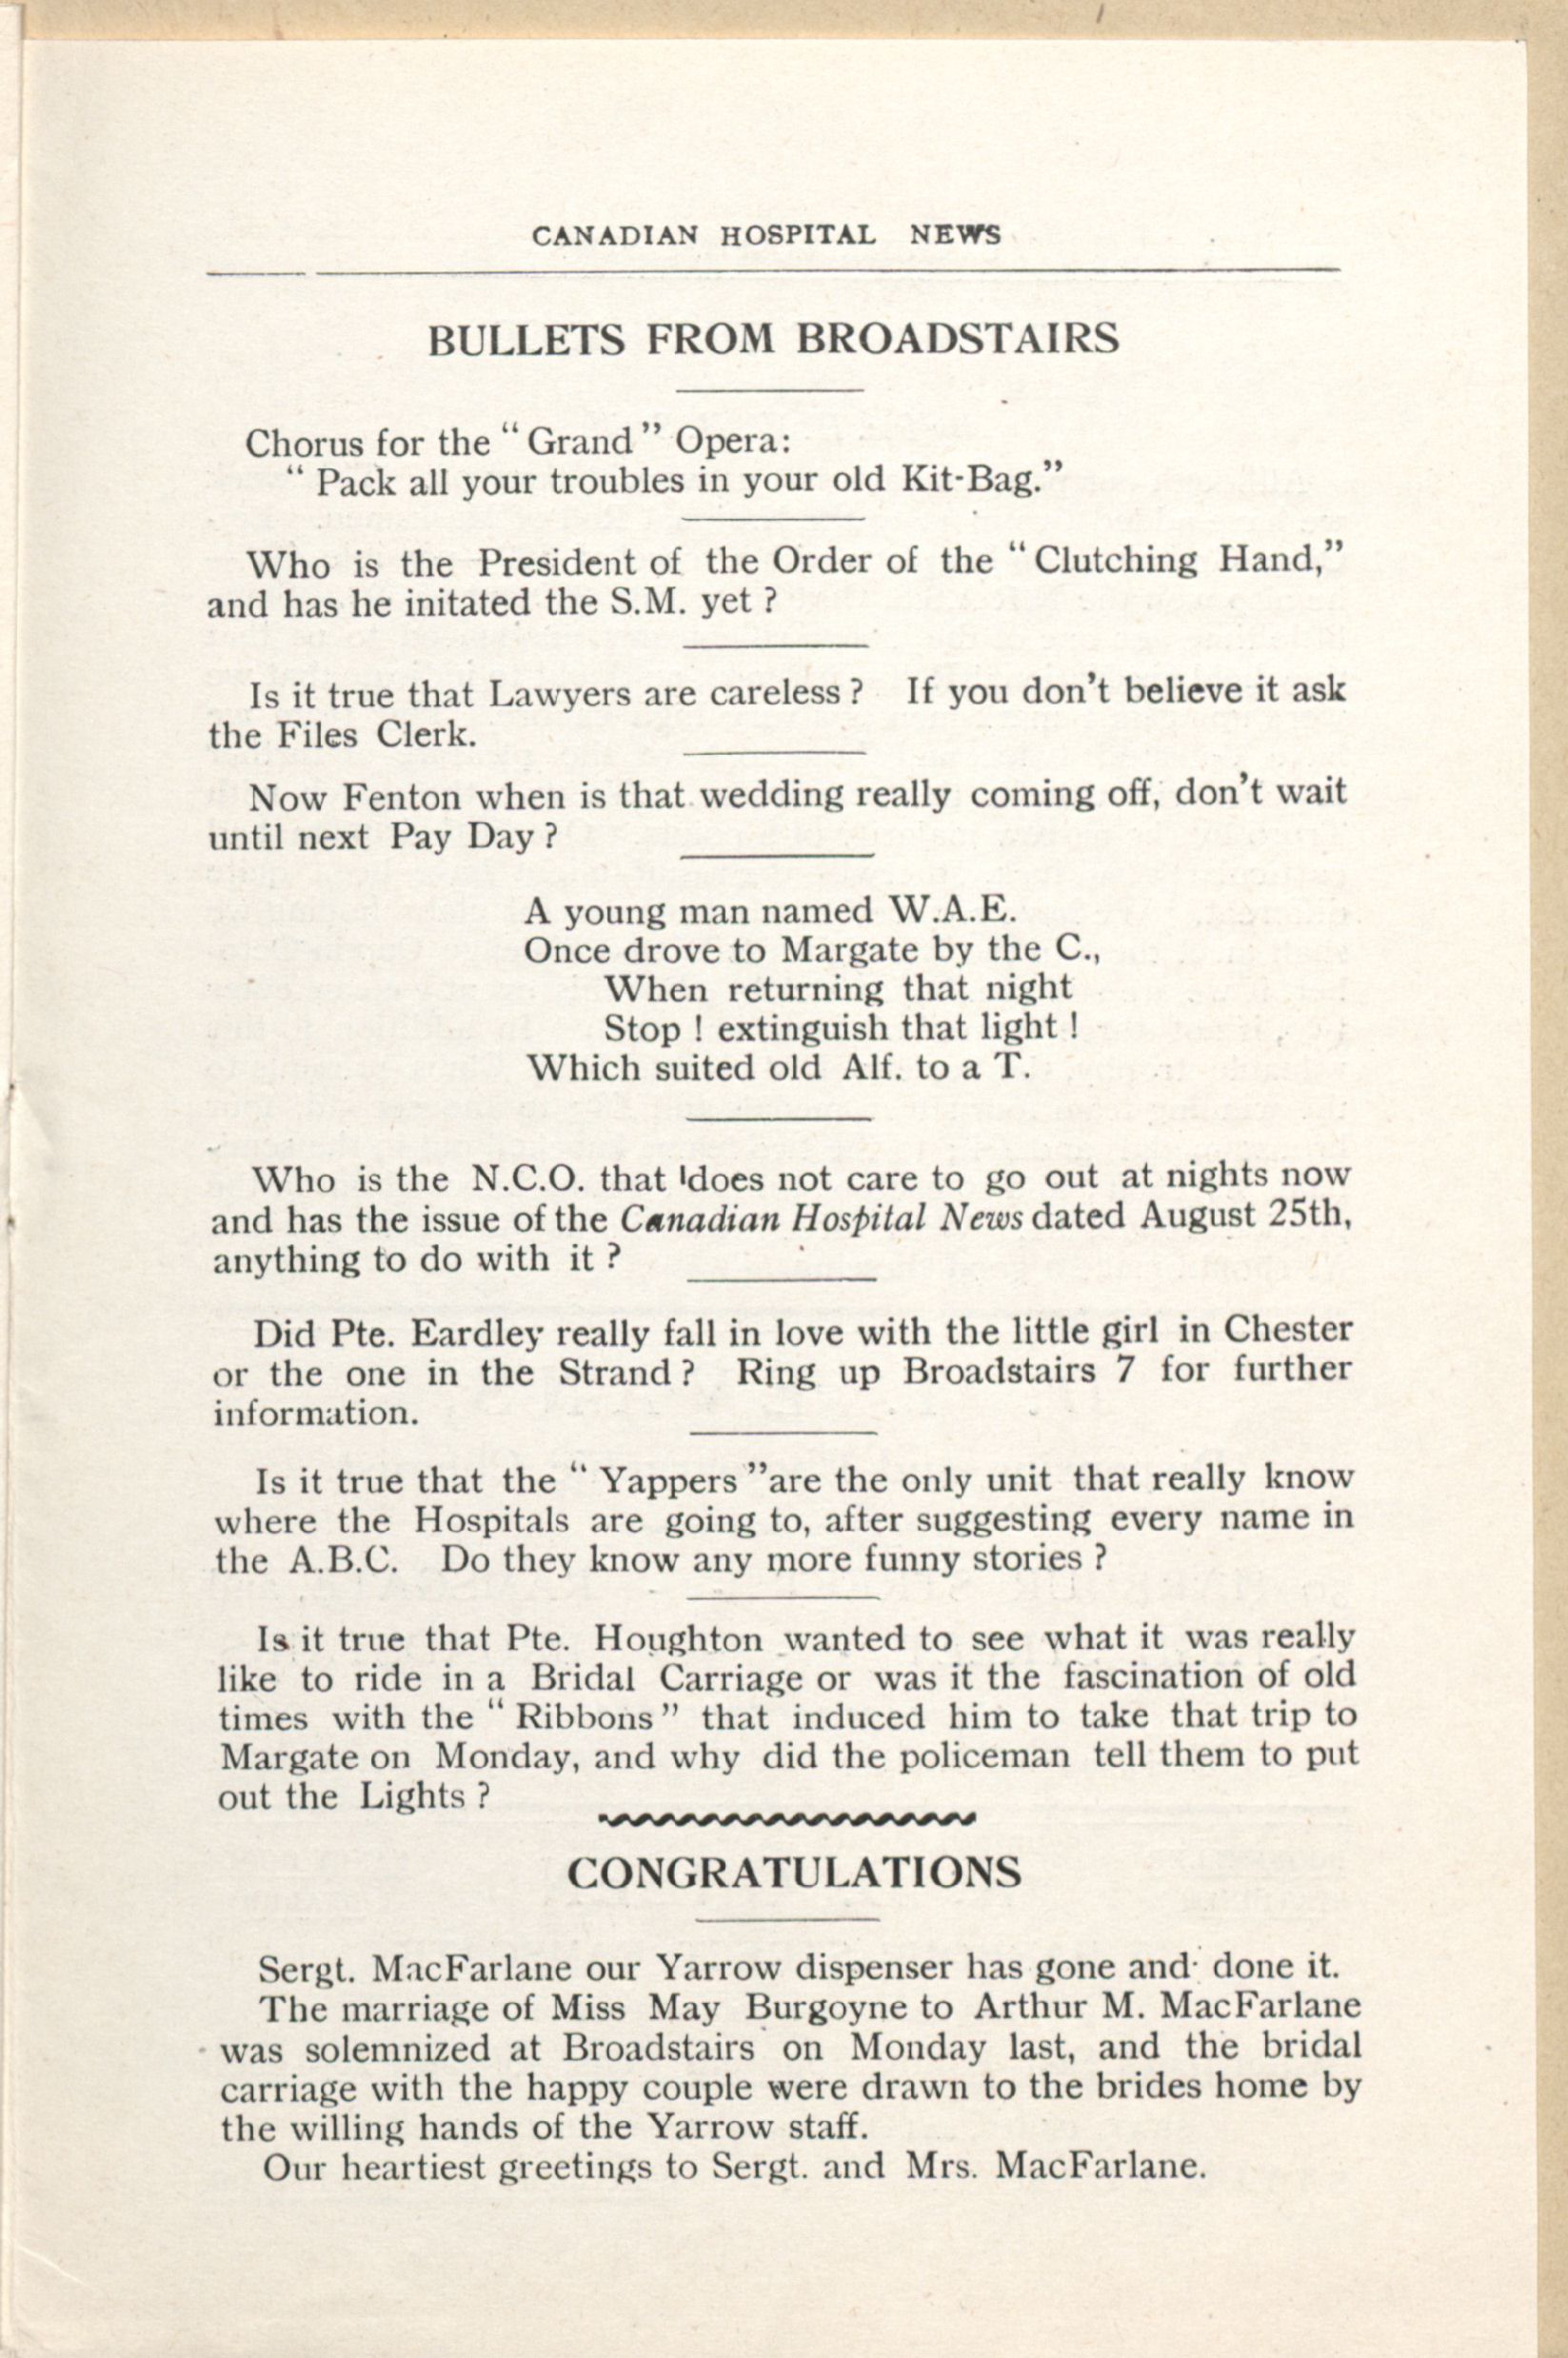 CANADIAN HOSPITAL NEWS
BULLETS FROM BROADSTAIRS
Chorus for the “Grand” Opera:
“Pack all your troubles in your old Kit-Bag.”
Who is the President of the Order of the “Clutching Hand,”
and has he initated the S.M. yet ?
Is it true that Lawyers are careless ? If you don’t believe it ask
the Files Clerk.
Now Fenton when is that wedding really coming off, don’t wait
until next Pay Day ?
A young man named W.A.E.
Once drove to Margate by the C.,
When returning that night
Stop ! extinguish that light !
Which suited old Alf. to a T.
Who is the N.C.O. that 'does not care to go out at nights now
and has the issue of the Canadian Hospital News dated August 25th,
anything to do with it ?
Did Pte. Eardley really fall in love with the little girl in Chester
or the one in the Strand ? Ring up Broadstairs 7 for further
information.
Is it true that the “ Yappers ”are the only unit that really know
where the Hospitals are going to, after suggesting every name in
the A.B.C. Do they know any more funny stories ?
Is it true that Pte. Houghton wanted to see what it was really
like to ride in a Bridal Carriage or was it the fascination of old
times with the “ Ribbons” that induced him to take that trip to
Margate on Monday, and why did the policeman tell them to put
out the Lights ?
CONGRATULATIONS
Sergt. MacFarlane our Yarrow dispenser has gone and done it.
The marriage of Miss May Burgoyne to Arthur M. MacFarlane
was solemnized at Broadstairs on Monday last, and the bridal
carriage with the happy couple were drawn to the brides home by
the willing hands of the Yarrow staff.
Our heartiest greetings to Sergt. and Mrs. MacFarlane.